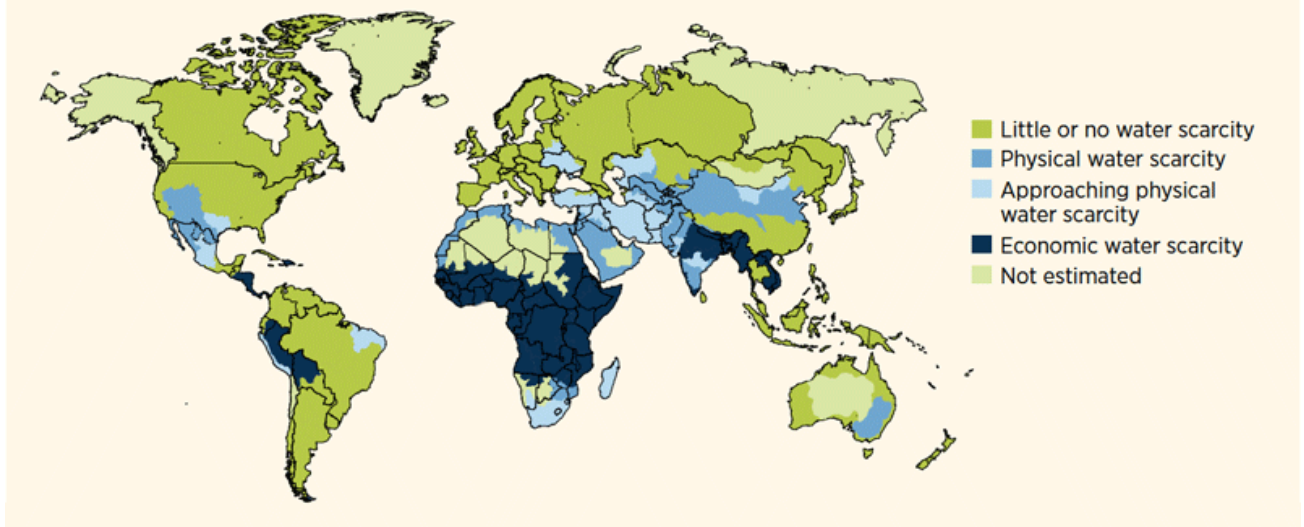 Little or no water scarcity
Physical water scarcity
Approaching physical
water scarcity
Economic water scarcity
Not estimated